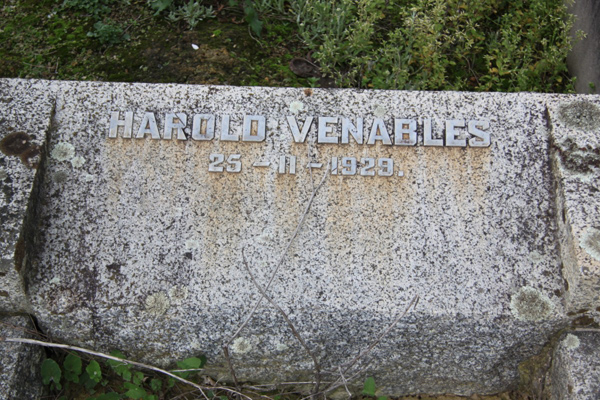 HAROLD VENABLES
25-11-1929.